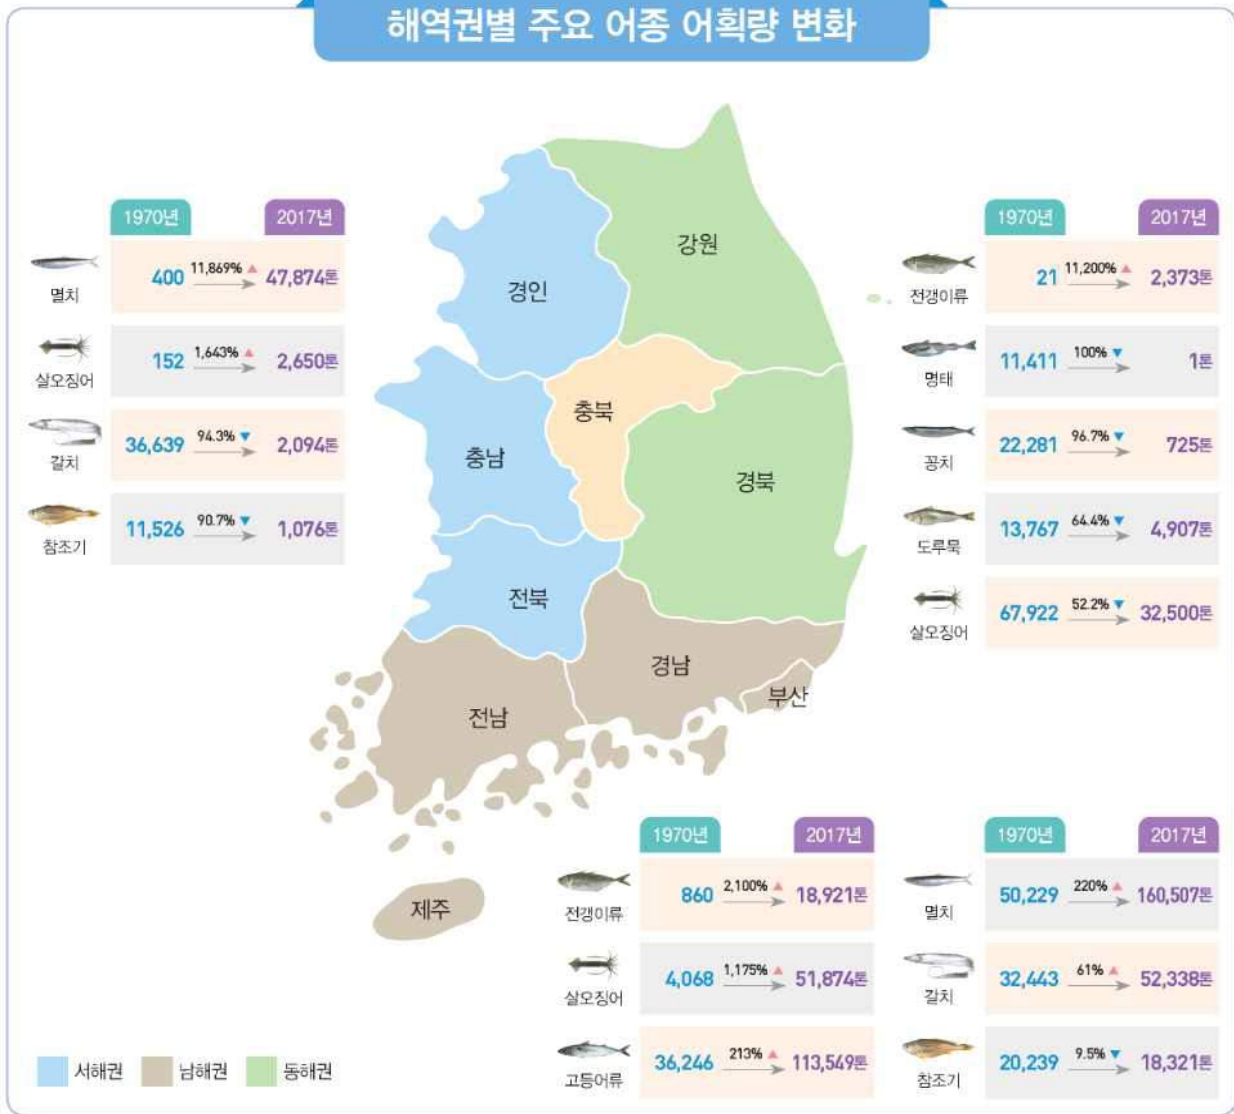 해역권별 주요 어종 어획량 변화
1970년 2017년
멸치 400 11,869% ▲ 47,874톤
살오징어 152 1,643% ▲ 2,650톤
갈치 36,639 94.3% ▼ 2,094톤
참조기 11,526 90.7% ▼ 1,076톤
강원
경인
충북
충남
경북
전북
경남
부산
전남
제주
1970년 2017년
전갱이류 21 11,200% ▲ 2,373톤
명태 11,411 100% ▼ 1톤
꽁치 22,281 96.7% ▼ 725톤
도루묵 13,767 64.4% ▼ 4,907톤
살오징어 67,922 52.2% ▼ 32,500톤
1970년 2017년
전갱이류 860 2,100% ▲ 18,921톤
살오징어 4,068 1,175% ▲ 51,874톤
고등어류 36,246 213% ▲ 113,549톤
1970년 2017년
멸치 50,229 220% ▲ 160,507톤
갈치 32,443 61% ▲ 52,338톤
참조기 20,239 9.5% ▼ 18,321톤
서해권 남해권 동해권